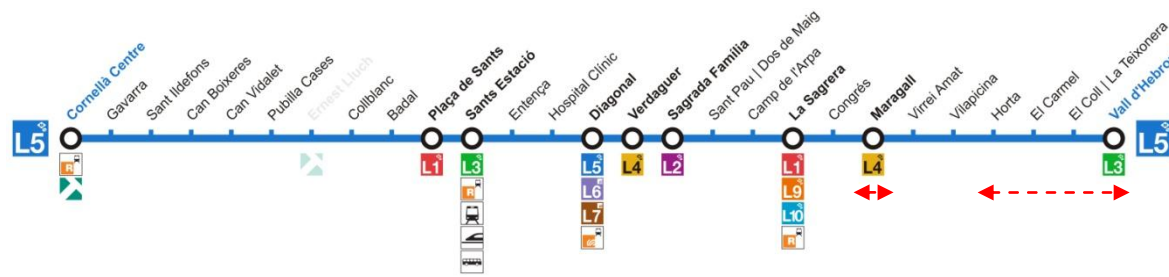 Cornellà Centre
Gavarra
Sant Ildefons
Can Boixeres
Can Vidalet
Pubilla Cases
Ernest Lluch
Collblanc
Badal
Plaça de Sants
Sants Estació
Entença
Hospital Clínic
Diagonal
Verdaguer
Sagrada Família
Sant Pau | Dos de Maig
Camp de l'Arpa
La Sagrera
Congrés
Maragall
Virrei Amat
Vilapicina
Horta
El Carmel
El Coll | La Teixonera
Vall d'Hebron
L5
L5
R
L1
L3
R
L5
L6
L7
L4
L2
L1
L9
L10
R
L4
L3